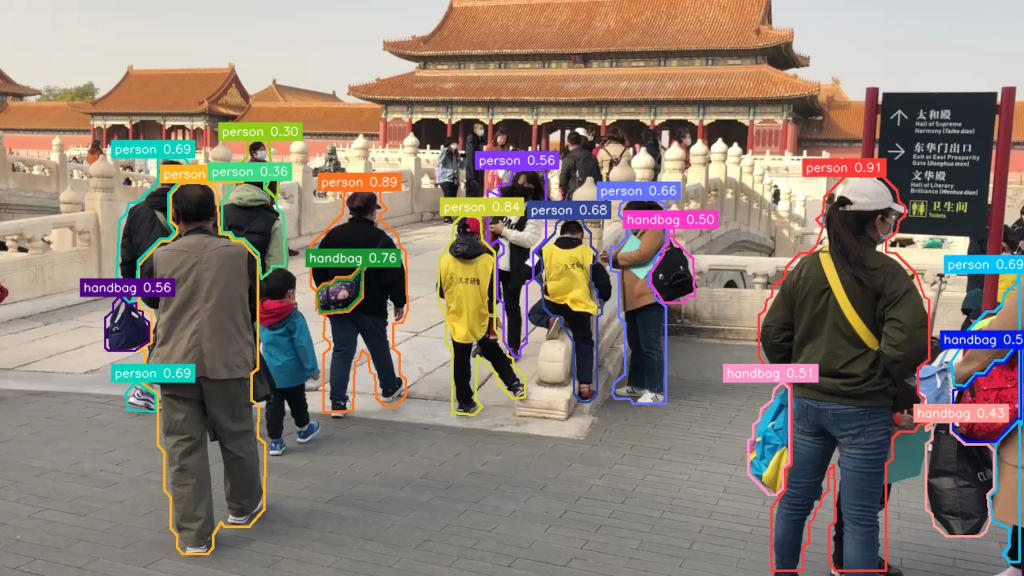 person 0.30
person 0.69
person 0.36
person
person 0.56
person 0.91
person 0.89
person 0.66
handbag 0.50
person 0.84
person 0.68
handbag 0.76
handbag 0.56
person 0.69
person 0.69
handbag 0.51
handbag 0.5
handbag 0.43
太和殿
Hall of Supreme
Harmony (Taihe dian)
东华门出口
Exit at East Prosperity
Gate (Donghua men)
文华殿
Hall of Literary
Brilliance (Wenhua dian)
卫生间
Toilets